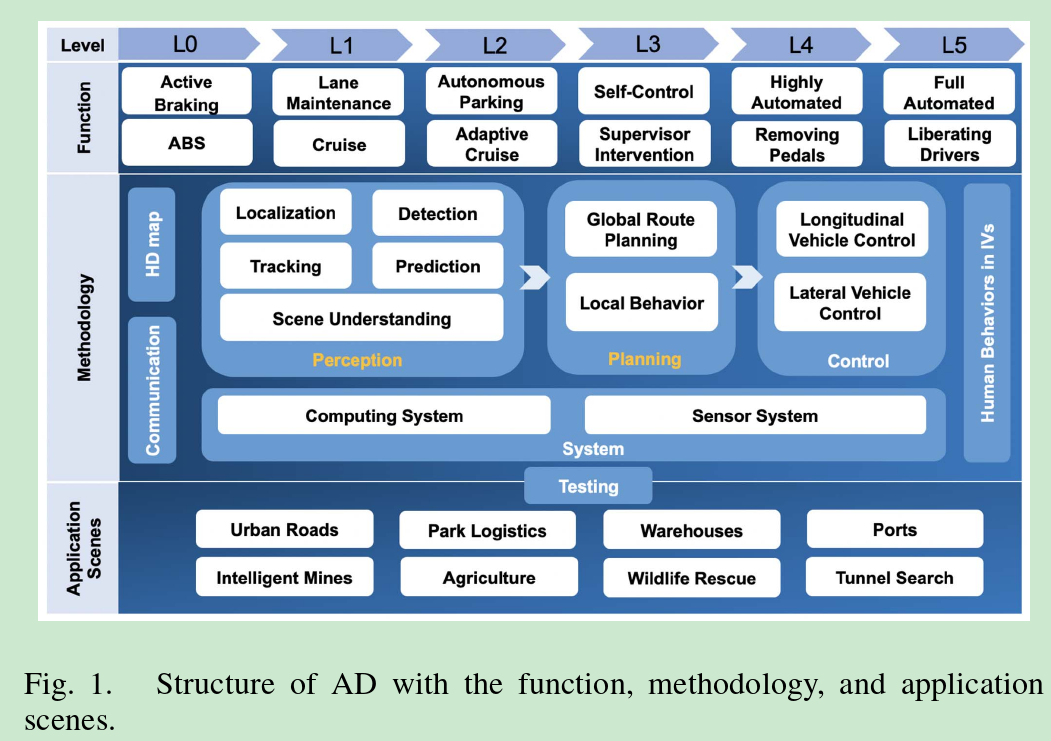 Level
L0
L1
L2
L3
L4
L5
Function
Active
Braking
Lane
Maintenance
Autonomous
Parking
Self-Control
Highly
Automated
Full
Automated
ABS
Cruise
Adaptive
Cruise
Supervisor
Intervention
Removing
Pedals
Liberating
Drivers
Methodology
HD map
Communication
Localization
Detection
Tracking
Prediction
Scene Understanding
Perception
Global Route
Planning
Local Behavior
Planning
Longitudinal
Vehicle Control
Lateral Vehicle
Control
Control
Computing System
Sensor System
System
Human Behaviors in IVs
Testing
Application
Scenes
Urban Roads
Park Logistics
Warehouses
Ports
Intelligent Mines
Agriculture
Wildlife Rescue
Tunnel Search
Fig. 1. Structure of AD with the function, methodology, and application
scenes.